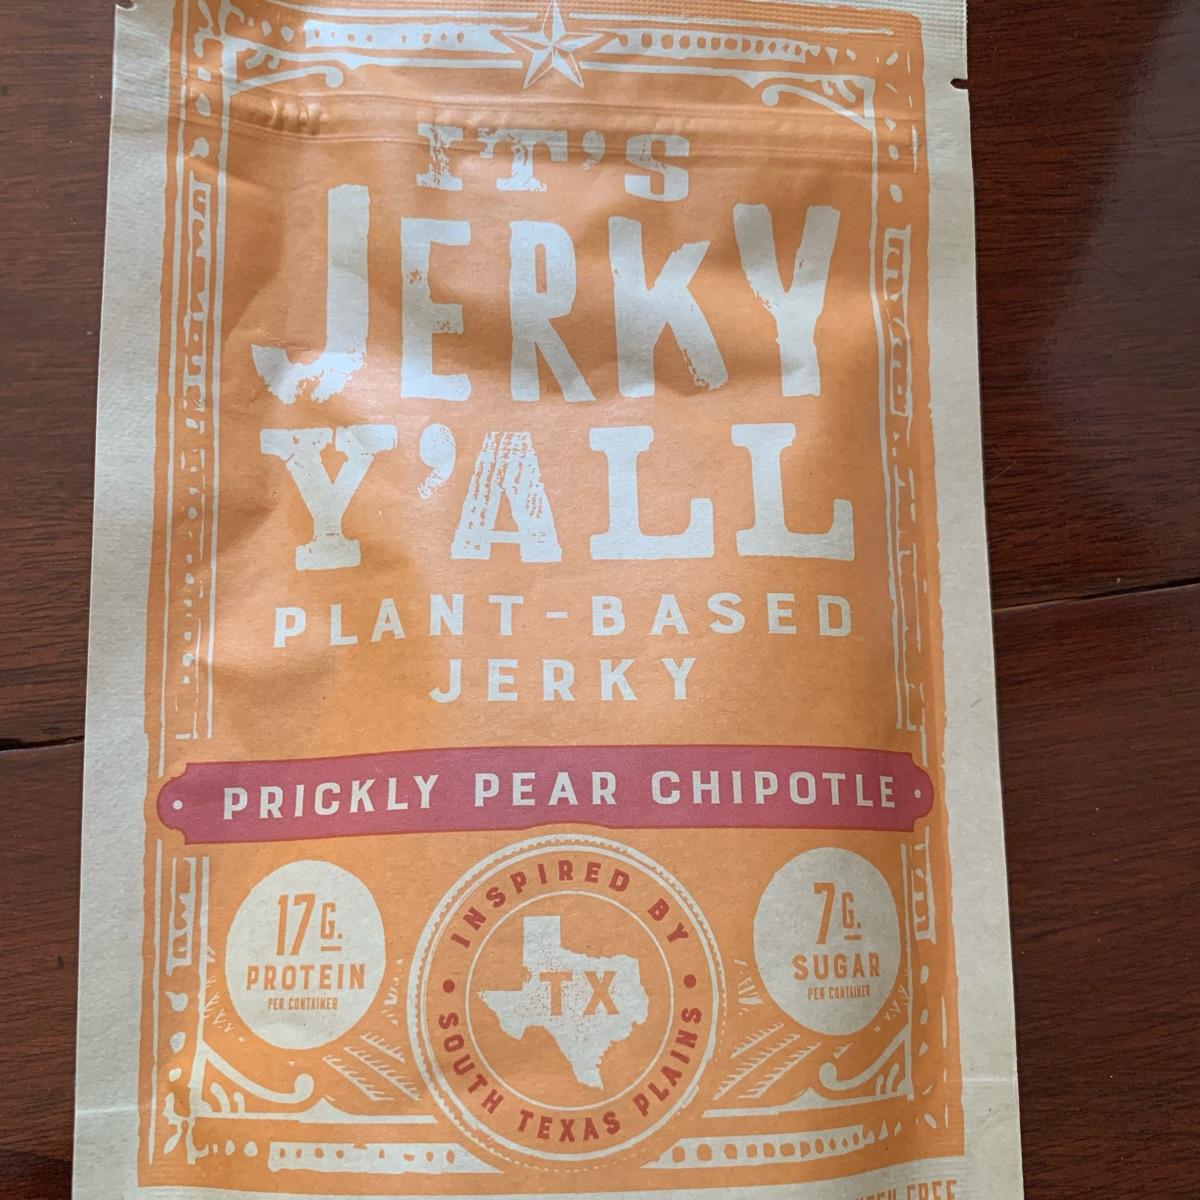 IT'S
JERKY
Y'ALL
PLANT-BASED
JERKY
PRICKLY PEAR CHIPOTLE
17G.
PROTEIN
PER CONTAINER
INSPIRED BY
TX
SOUTH TEXAS PLAINS
7G.
SUGAR
PER CONTAINER
FREE